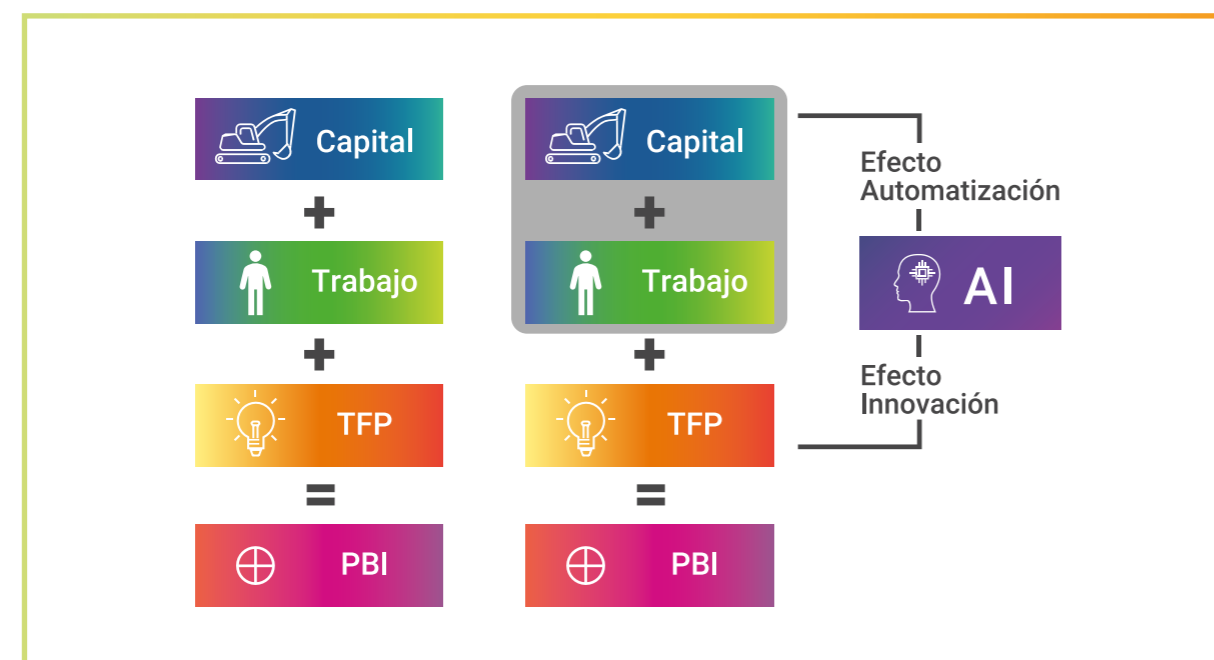 Capital
+
Trabajo
+
TFP
=
PBI
Capital
+
Trabajo
+
TFP
=
PBI
Efecto
Automatización
AI
Efecto
Innovación